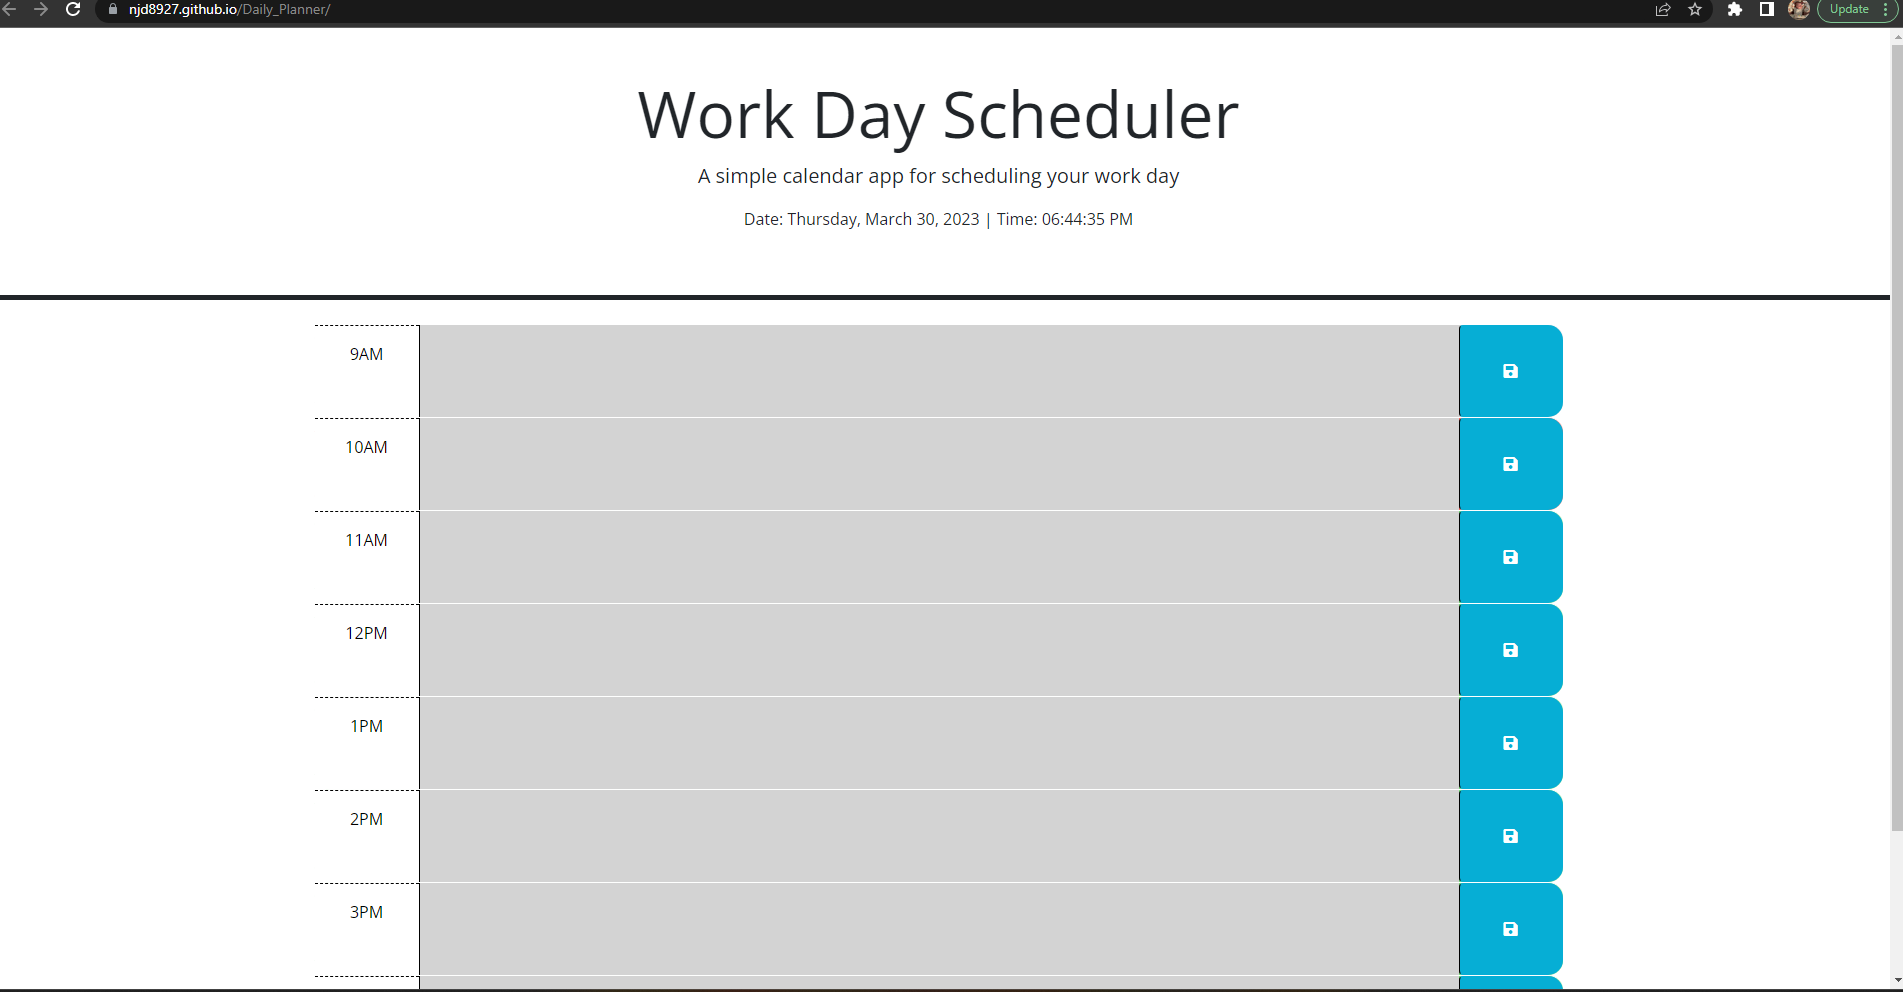 njd8927.github.io/Daily_Planner/
Update
Work Day Scheduler
A simple calendar app for scheduling your work day
Date: Thursday, March 30, 2023 | Time: 06:44:35 PM
9AM
10AM
11AM
12PM
1PM
2PM
3PM